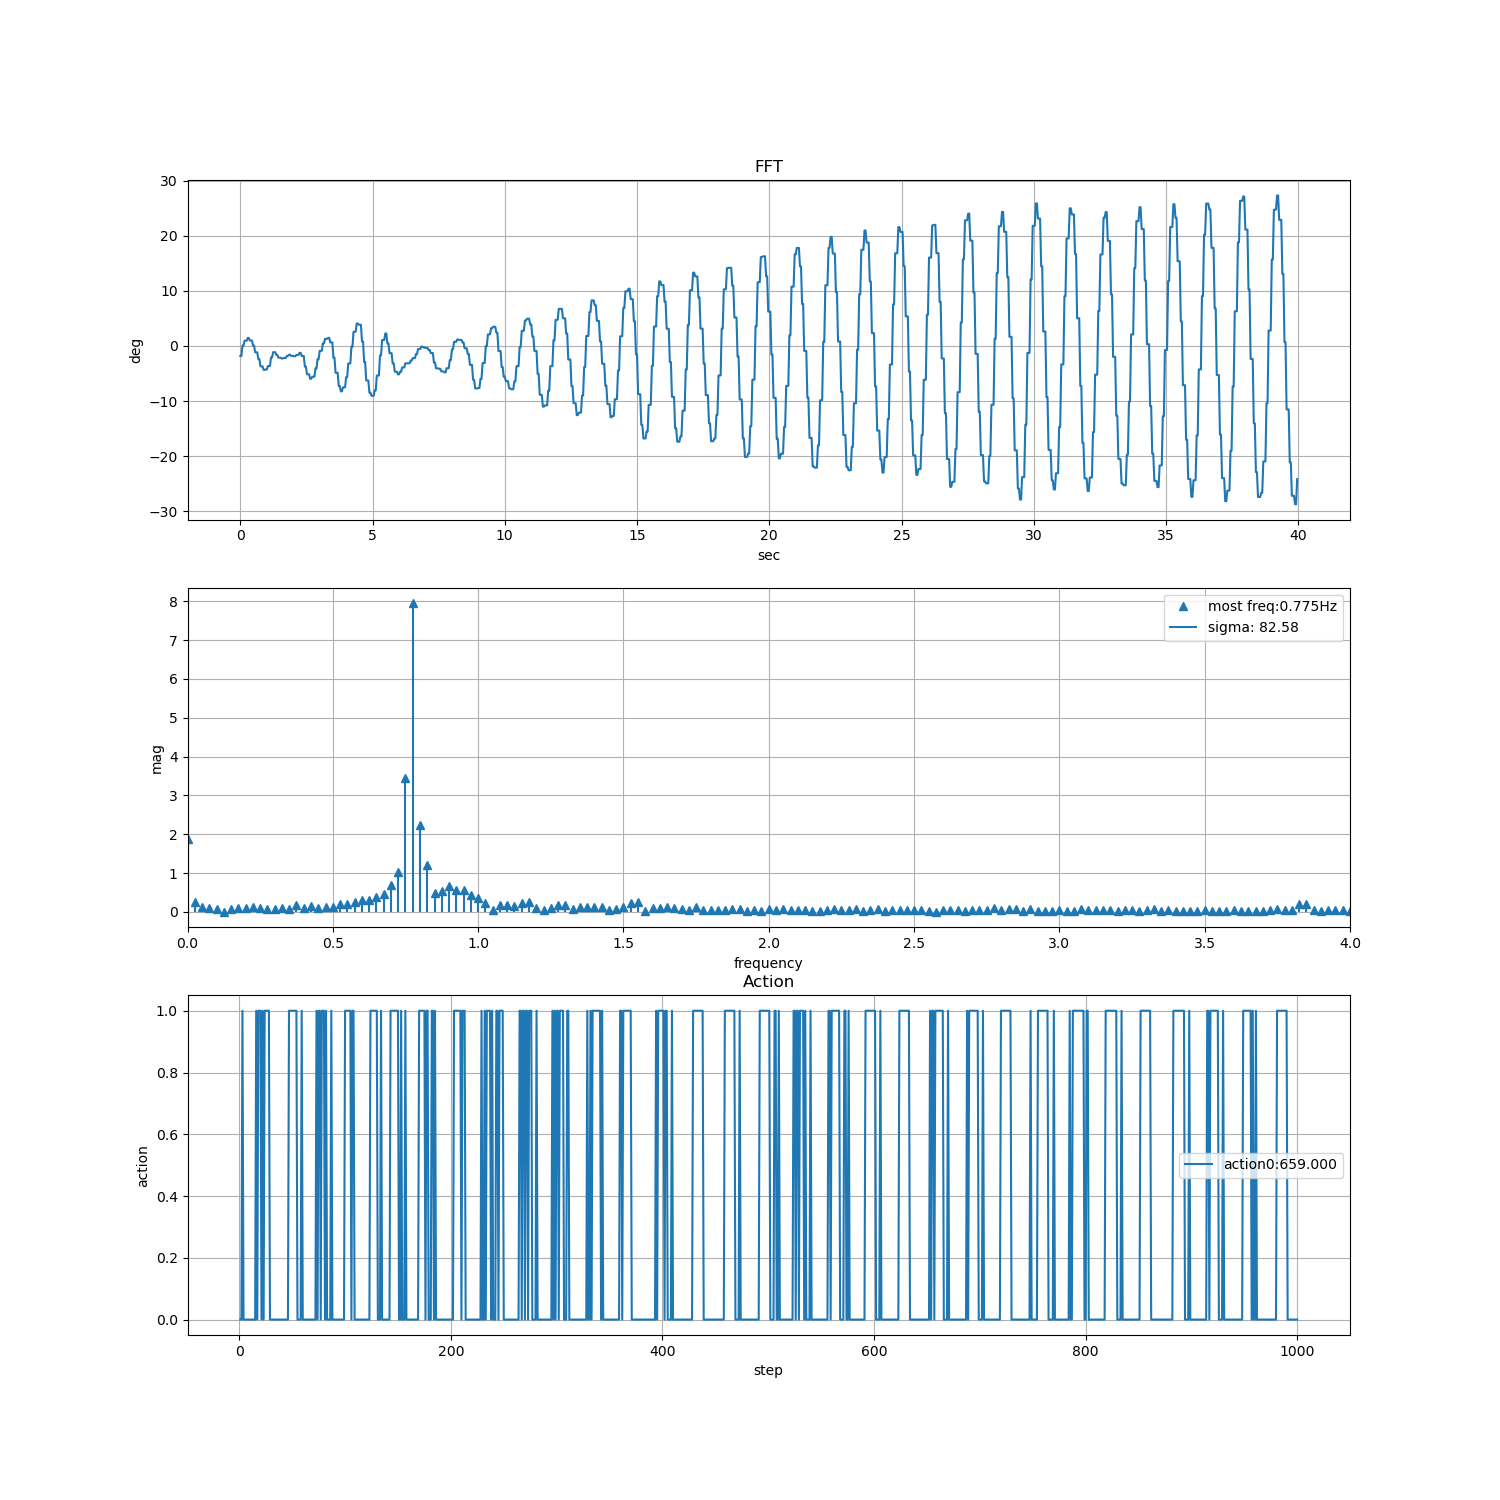 FFT
30
20
10
0
−10
−20
−30
deg
0 5 10 15 20 25 30 35 40
sec
8
7
6
5
4
3
2
1
0
mag
most freq:0.775Hz
sigma: 82.58
0.0 0.5 1.0 1.5 2.0 2.5 3.0 3.5 4.0
frequency
Action
1.0
0.8
0.6
0.4
0.2
0.0
action
action0:659.000
0 200 400 600 800 1000
step